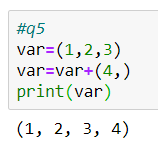 #q5
var=(1,2,3)
var=var+(4,)
print(var)
(1, 2, 3, 4)